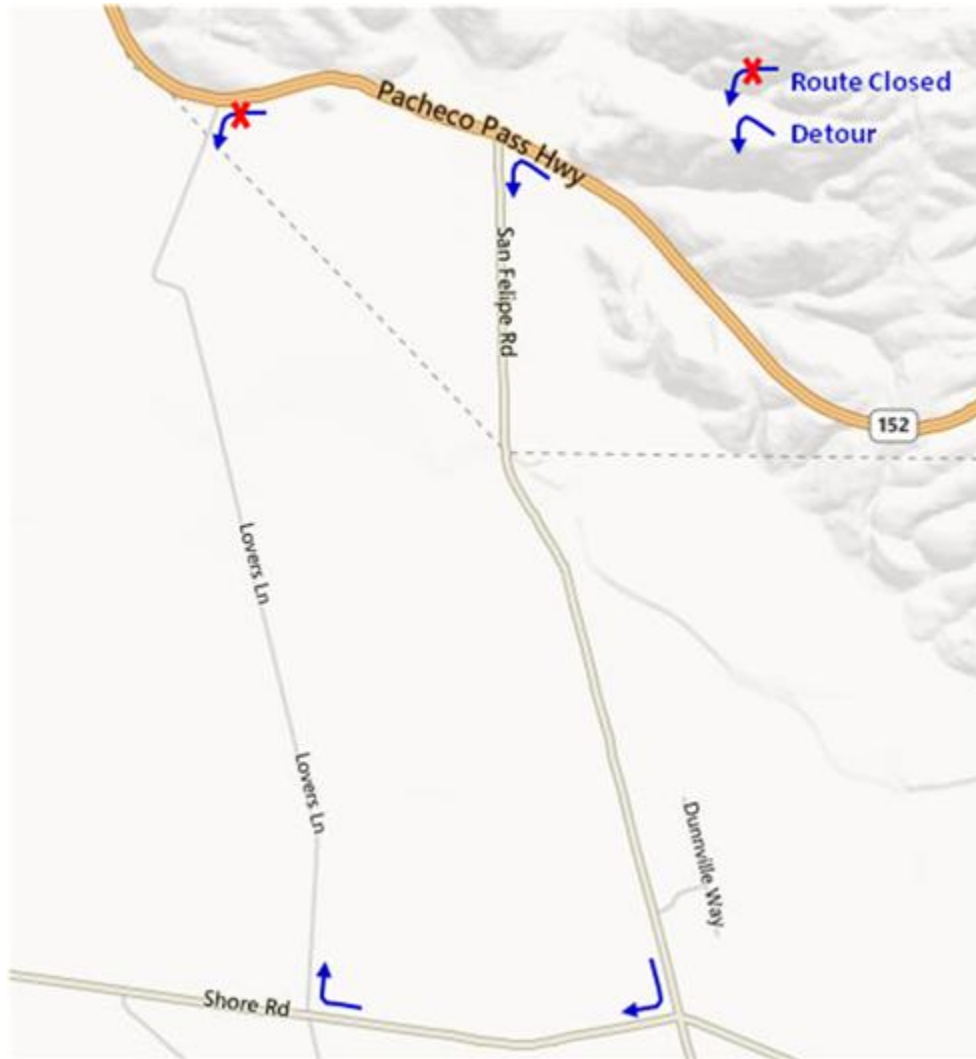 Route Closed
Detour
Pacheco Pass Hwy
San Felipe Rd
152
Lovers Ln
Lovers Ln
Dunnville Way
Shore Rd